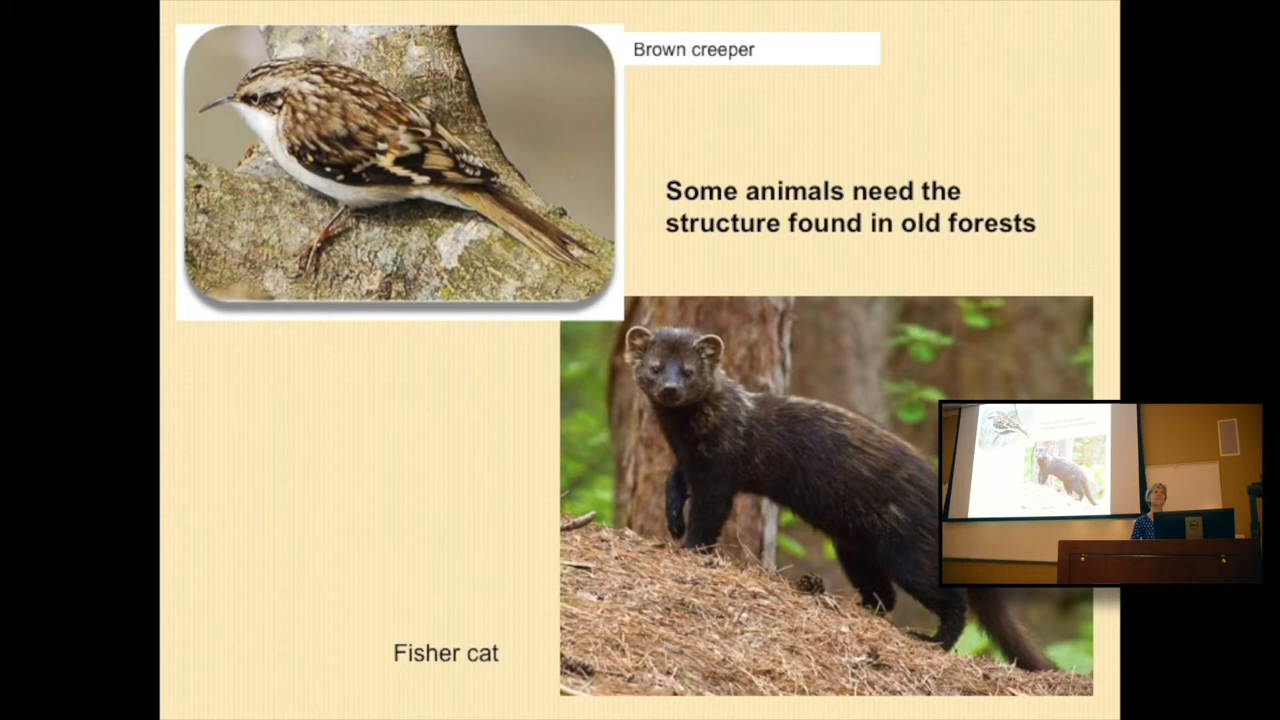 Brown creeper
Some animals need the
structure found in old forests
Fisher cat